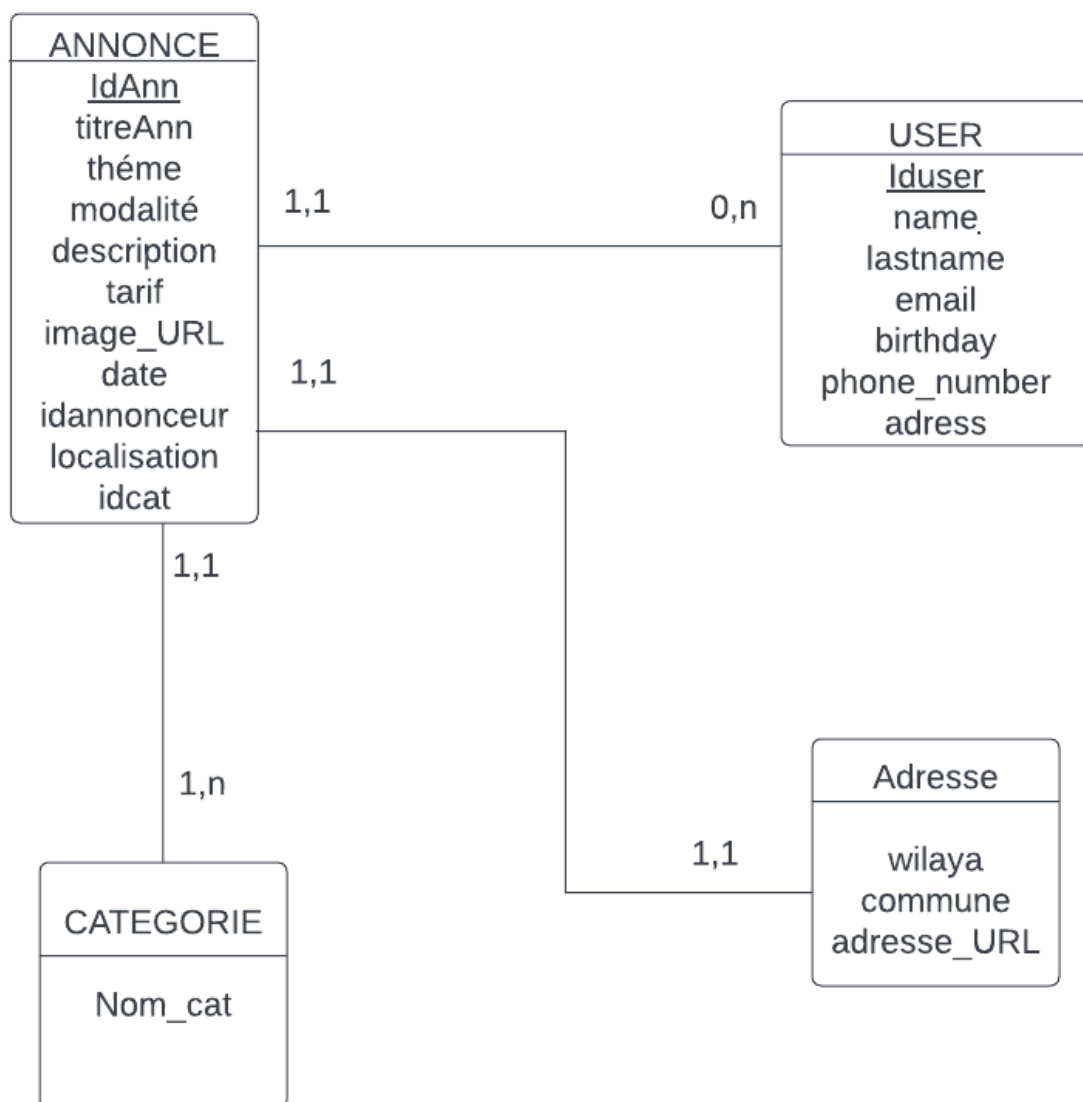 ANNONCE
IdAnn
titreAnn
théme
modalité
description
tarif
image_URL
date
idannonceur
localisation
idcat
1,1
0,n
USER
Iduser
name
lastname
email
birthday
phone_number
adress
1,1
1,1
1,n
CATEGORIE
Nom_cat
1,1
Adresse
wilaya
commune
adresse_URL